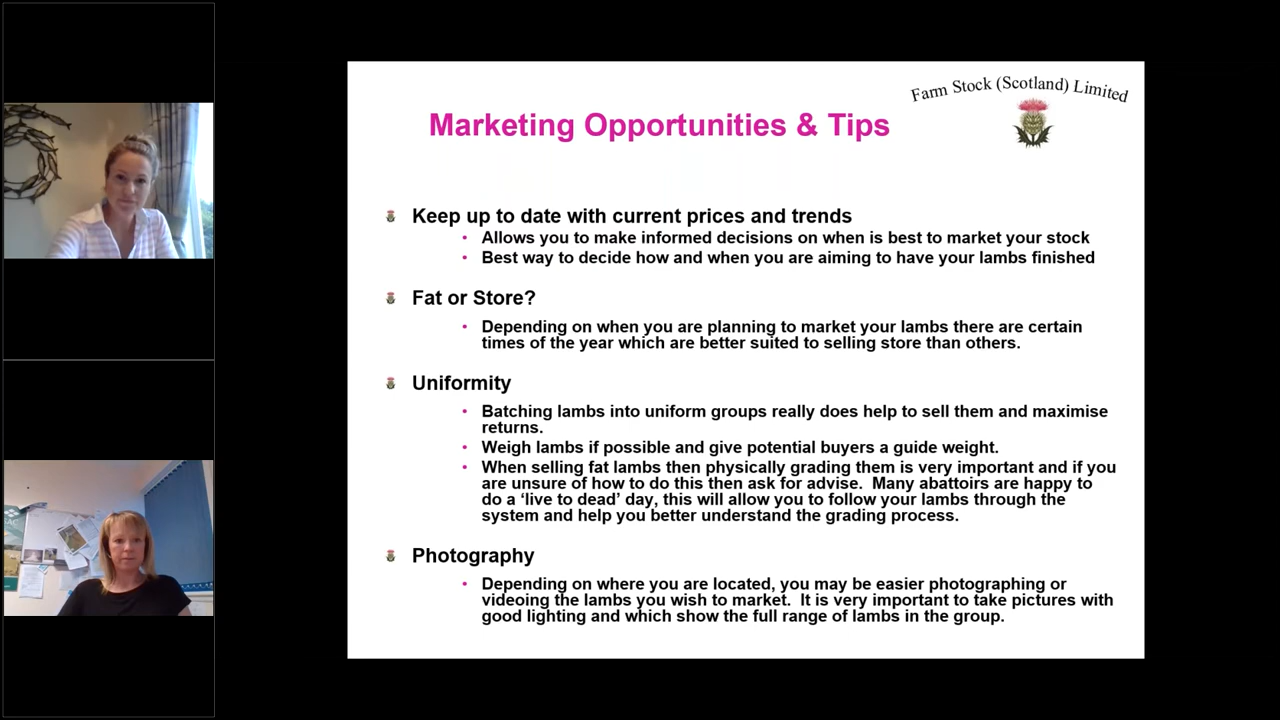 Farm Stock (Scotland) Limited
Marketing Opportunities & Tips
Keep up to date with current prices and trends
• Allows you to make informed decisions on when is best to market your stock
• Best way to decide how and when you are aiming to have your lambs finished
Fat or Store?
• Depending on when you are planning to market your lambs there are certain
times of the year which are better suited to selling store than others.
Uniformity
• Batching lambs into uniform groups really does help to sell them and maximise
returns.
• Weigh lambs if possible and give potential buyers a guide weight.
• When selling fat lambs then physically grading them is very important and if you
are unsure of how to do this then ask for advise.  Many abattoirs are happy to
do a ‘live to dead’ day, this will allow you to follow your lambs through the
system and help you better understand the grading process.
Photography
• Depending on where you are located, you may be easier photographing or
videoing the lambs you wish to market.  It is very important to take pictures with
good lighting and which show the full range of lambs in the group.